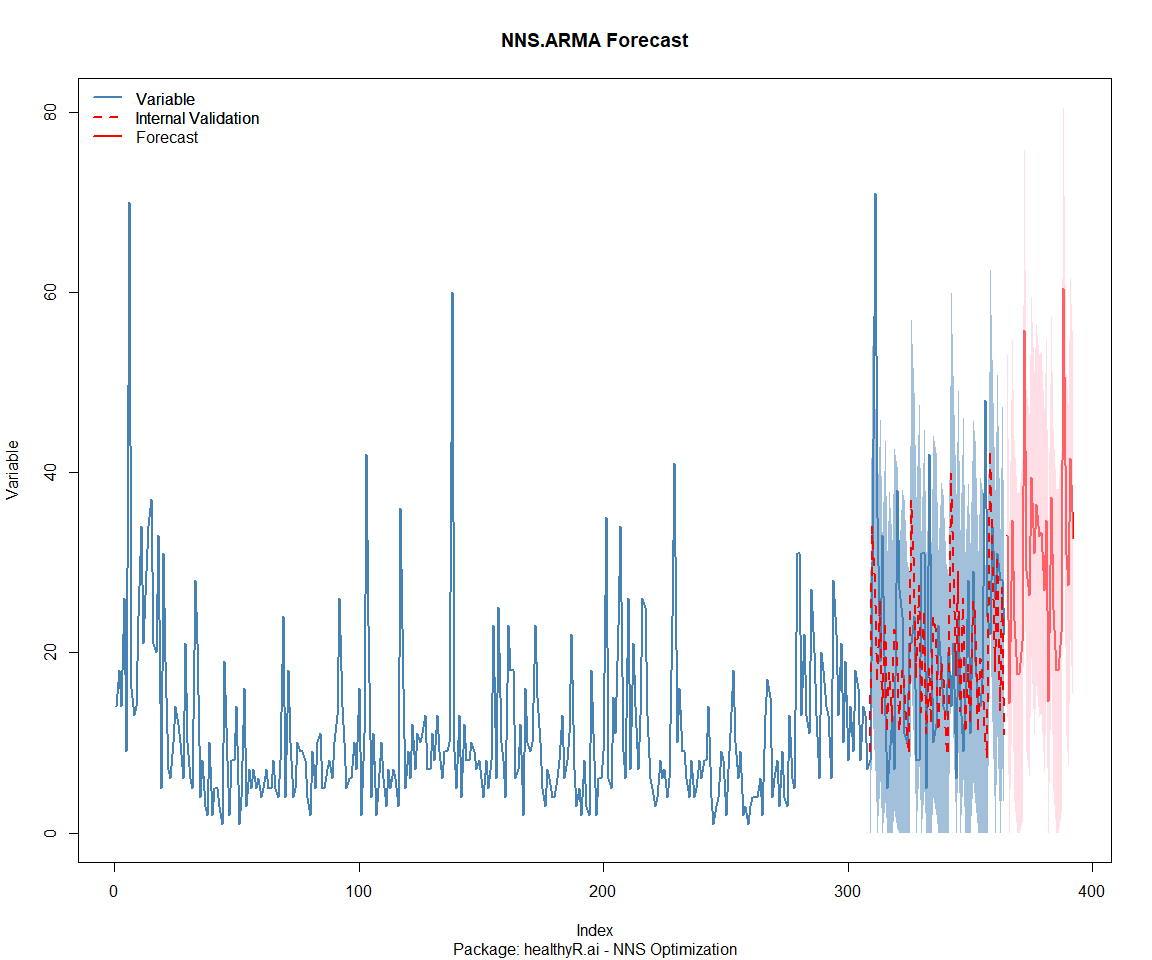 NNS.ARMA Forecast
Variable
Internal Validation
Forecast
80
60
40
20
0
Variable
0
100
200
300
400
Index
Package: healthyR.ai - NNS Optimization